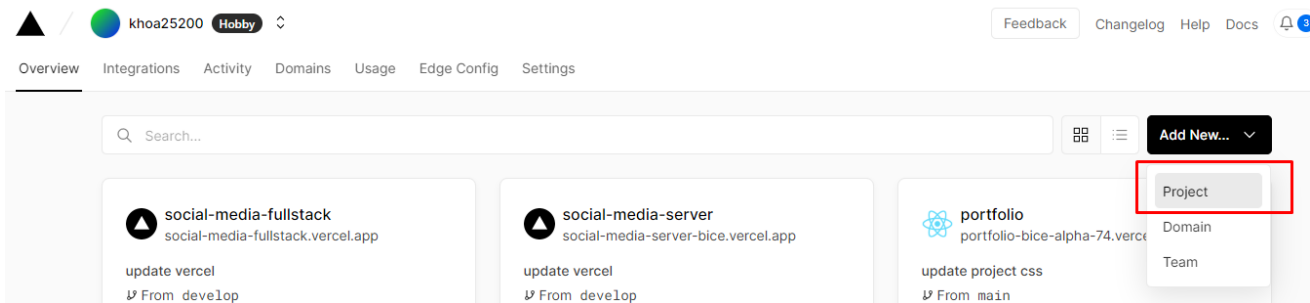 khoa25200 Hobby
Feedback Changelog Help Docs 3
Overview Integrations Activity Domains Usage Edge Config Settings
Search... Add New...
Project
Domain
Team
social-media-fullstack
social-media-fullstack.vercel.app
update vercel
From develop
social-media-server
social-media-server-bice.vercel.app
update vercel
From develop
portfolio
portfolio-bice-alpha-74.verce
update project css
From main